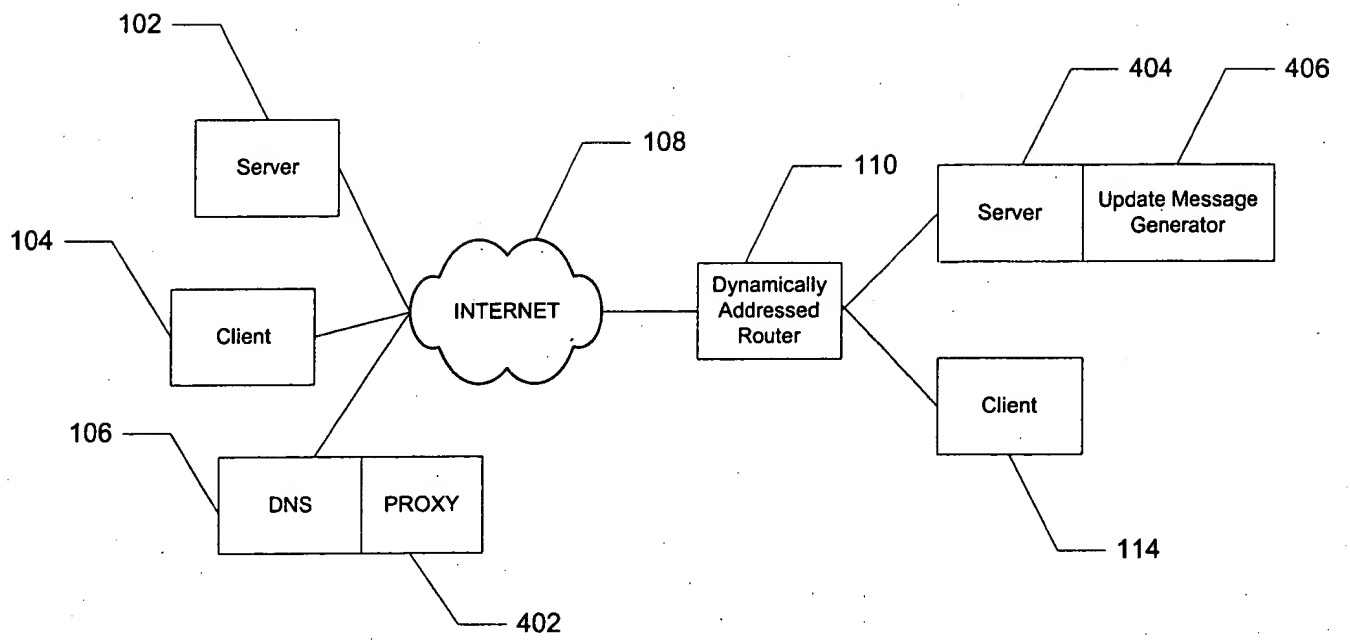 102
404
406
108
110
Server
Server
Update Message
Generator
104
INTERNET
Dynamically
Addressed
Router
Client
Client
106
DNS
PROXY
114
402